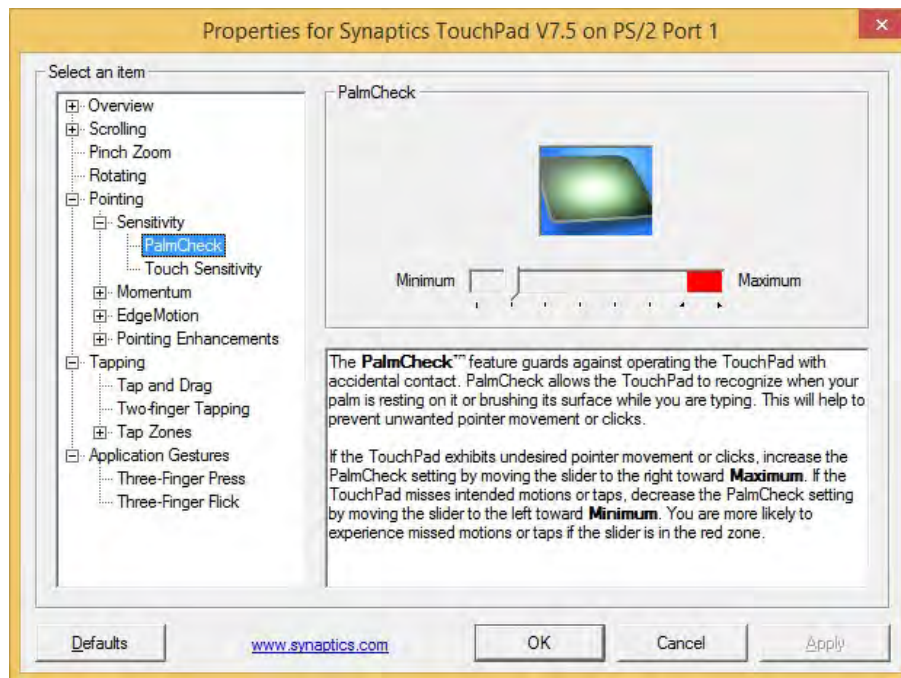 Properties for Synaptics TouchPad V7.5 on PS/2 Port 1
Select an item
Overview
Scrolling
Pinch Zoom
Rotating
Pointing
Sensitivity
PalmCheck
Touch Sensitivity
Momentum
EdgeMotion
Pointing Enhancements
Tapping
Tap and Drag
Two-finger Tapping
Tap Zones
Application Gestures
Three-Finger Press
Three-Finger Flick
PalmCheck
Minimum Maximum
The PalmCheck™ feature guards against operating the TouchPad with
accidental contact. PalmCheck allows the TouchPad to recognize when your
palm is resting on it or brushing its surface while you are typing. This will help to
prevent unwanted pointer movement or clicks.
If the TouchPad exhibits undesired pointer movement or clicks, increase the
PalmCheck setting by moving the slider to the right toward Maximum. If the
TouchPad misses intended motions or taps, decrease the PalmCheck setting
by moving the slider to the left toward Minimum. You are more likely to
experience missed motions or taps if the slider is in the red zone.
Defaults www.synaptics.com OK Cancel Apply